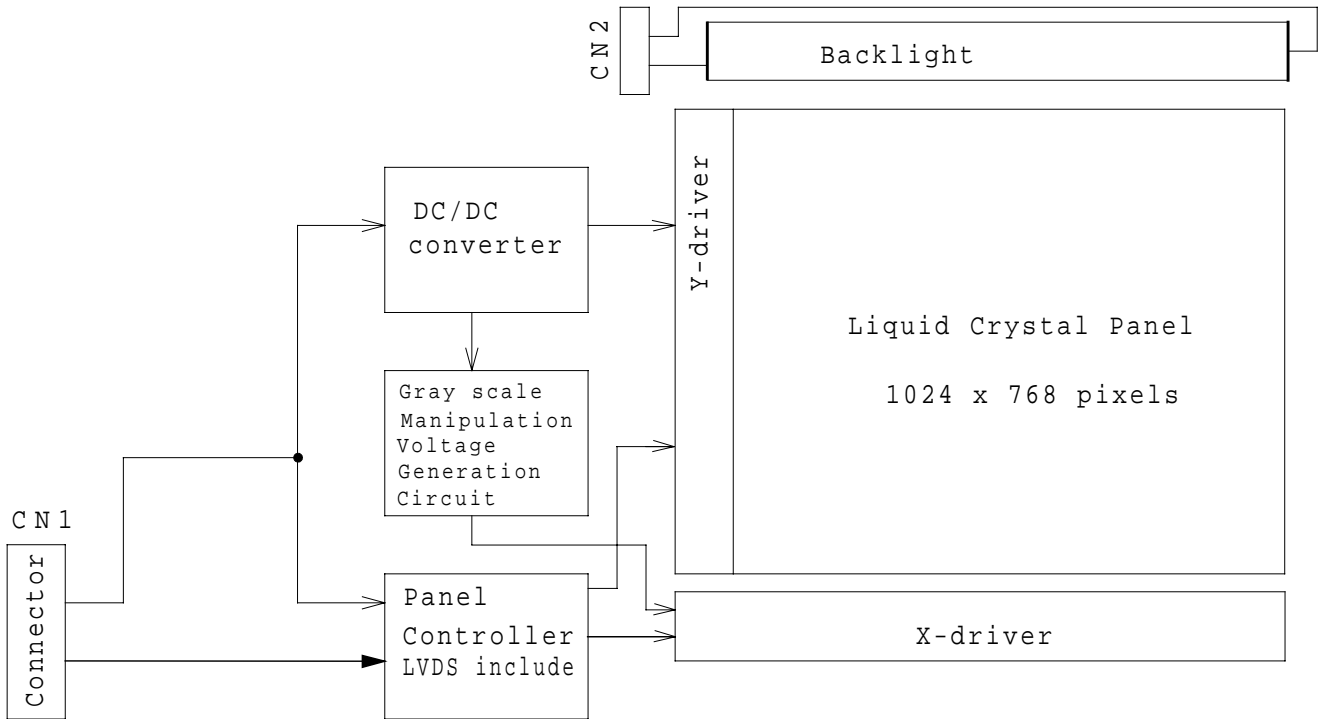 CN2
Backlight
DC/DC
converter
Y-driver
Liquid Crystal Panel
1024 x 768 pixels
Gray scale
Manipulation
Voltage
Generation
Circuit
CN1
Connector
Panel
Controller
LVDS include
X-driver